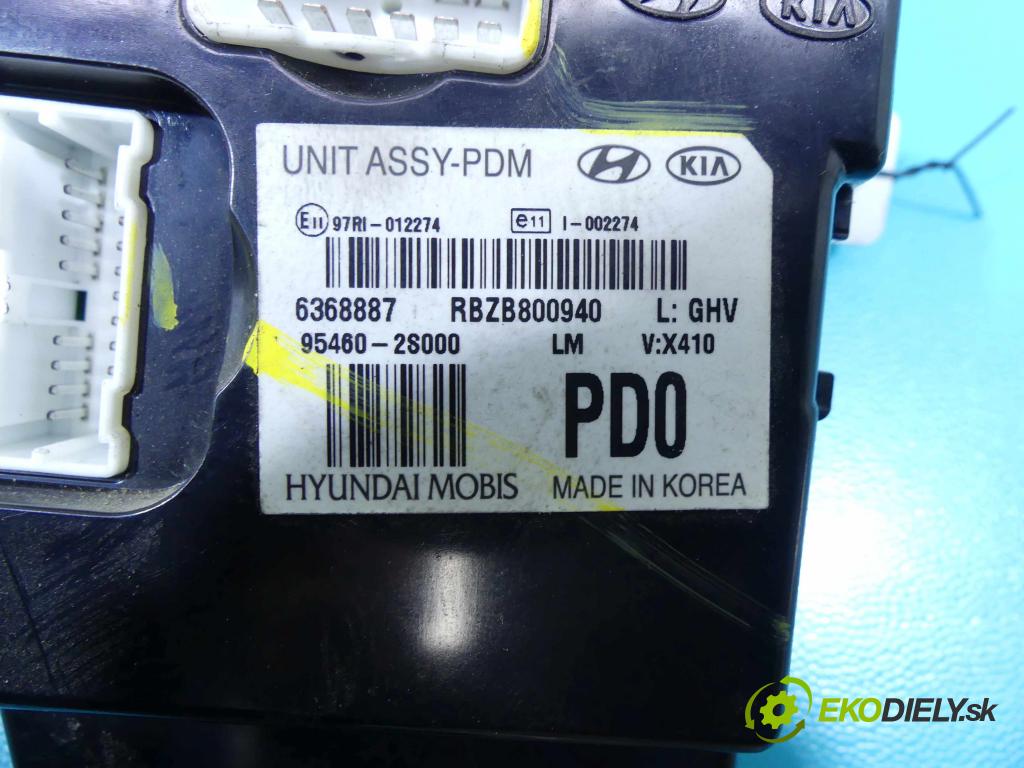 KIA
UNIT ASSY-PDM KIA
E11 97RI-012274 e11 I-002274
6368887 RBZB800940 L: GHV
95460-2S000 LM V:X410
PD0
HYUNDAI MOBIS MADE IN KOREA
EKODIELY.sk